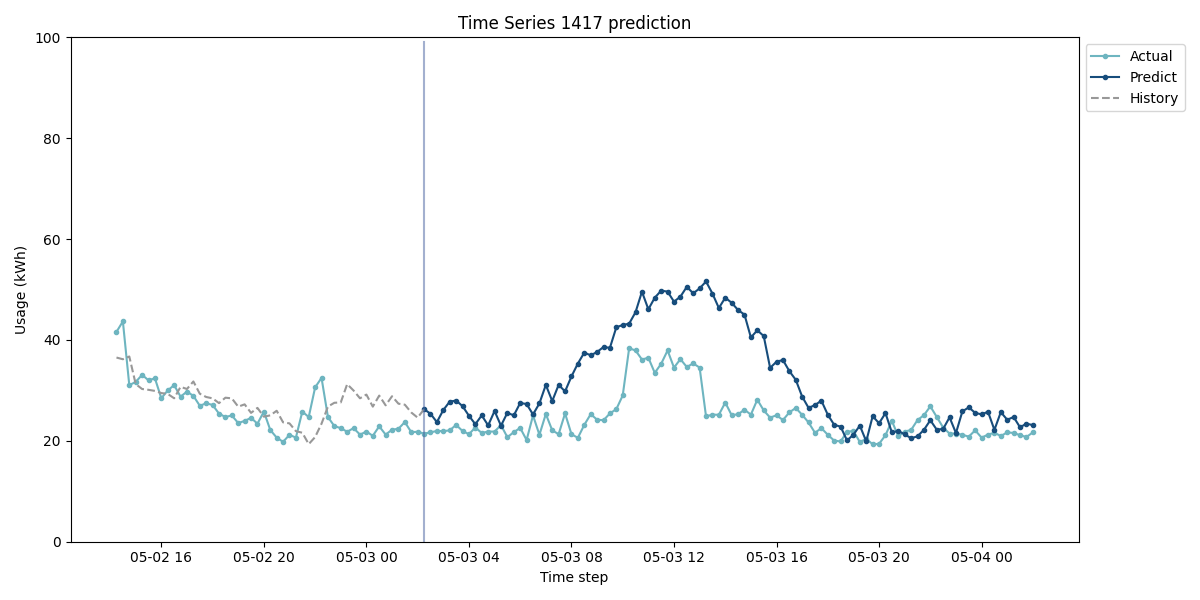 Time Series 1417 prediction
100
80
60
40
20
0
Usage (kWh)
05-02 16
05-02 20
05-03 00
05-03 04
05-03 08
05-03 12
05-03 16
05-03 20
05-04 00
Time step
Actual
Predict
History